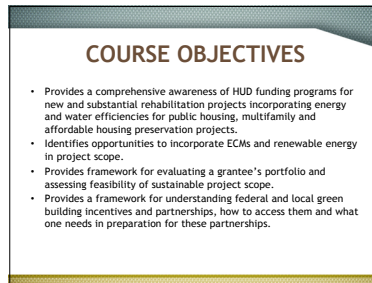 COURSE OBJECTIVES
• Provides a comprehensive awareness of HUD funding programs for
new and substantial rehabilitation projects incorporating energy
and water efficiencies for public housing, multifamily and
affordable housing preservation projects.
• Identifies opportunities to incorporate ECMs and renewable energy
in project scope.
• Provides framework for evaluating a grantee's portfolio and
assessing feasibility of sustainable project scope.
• Provides a framework for understanding federal and local green
building incentives and partnerships, how to access them and what
one needs in preparation for these partnerships.